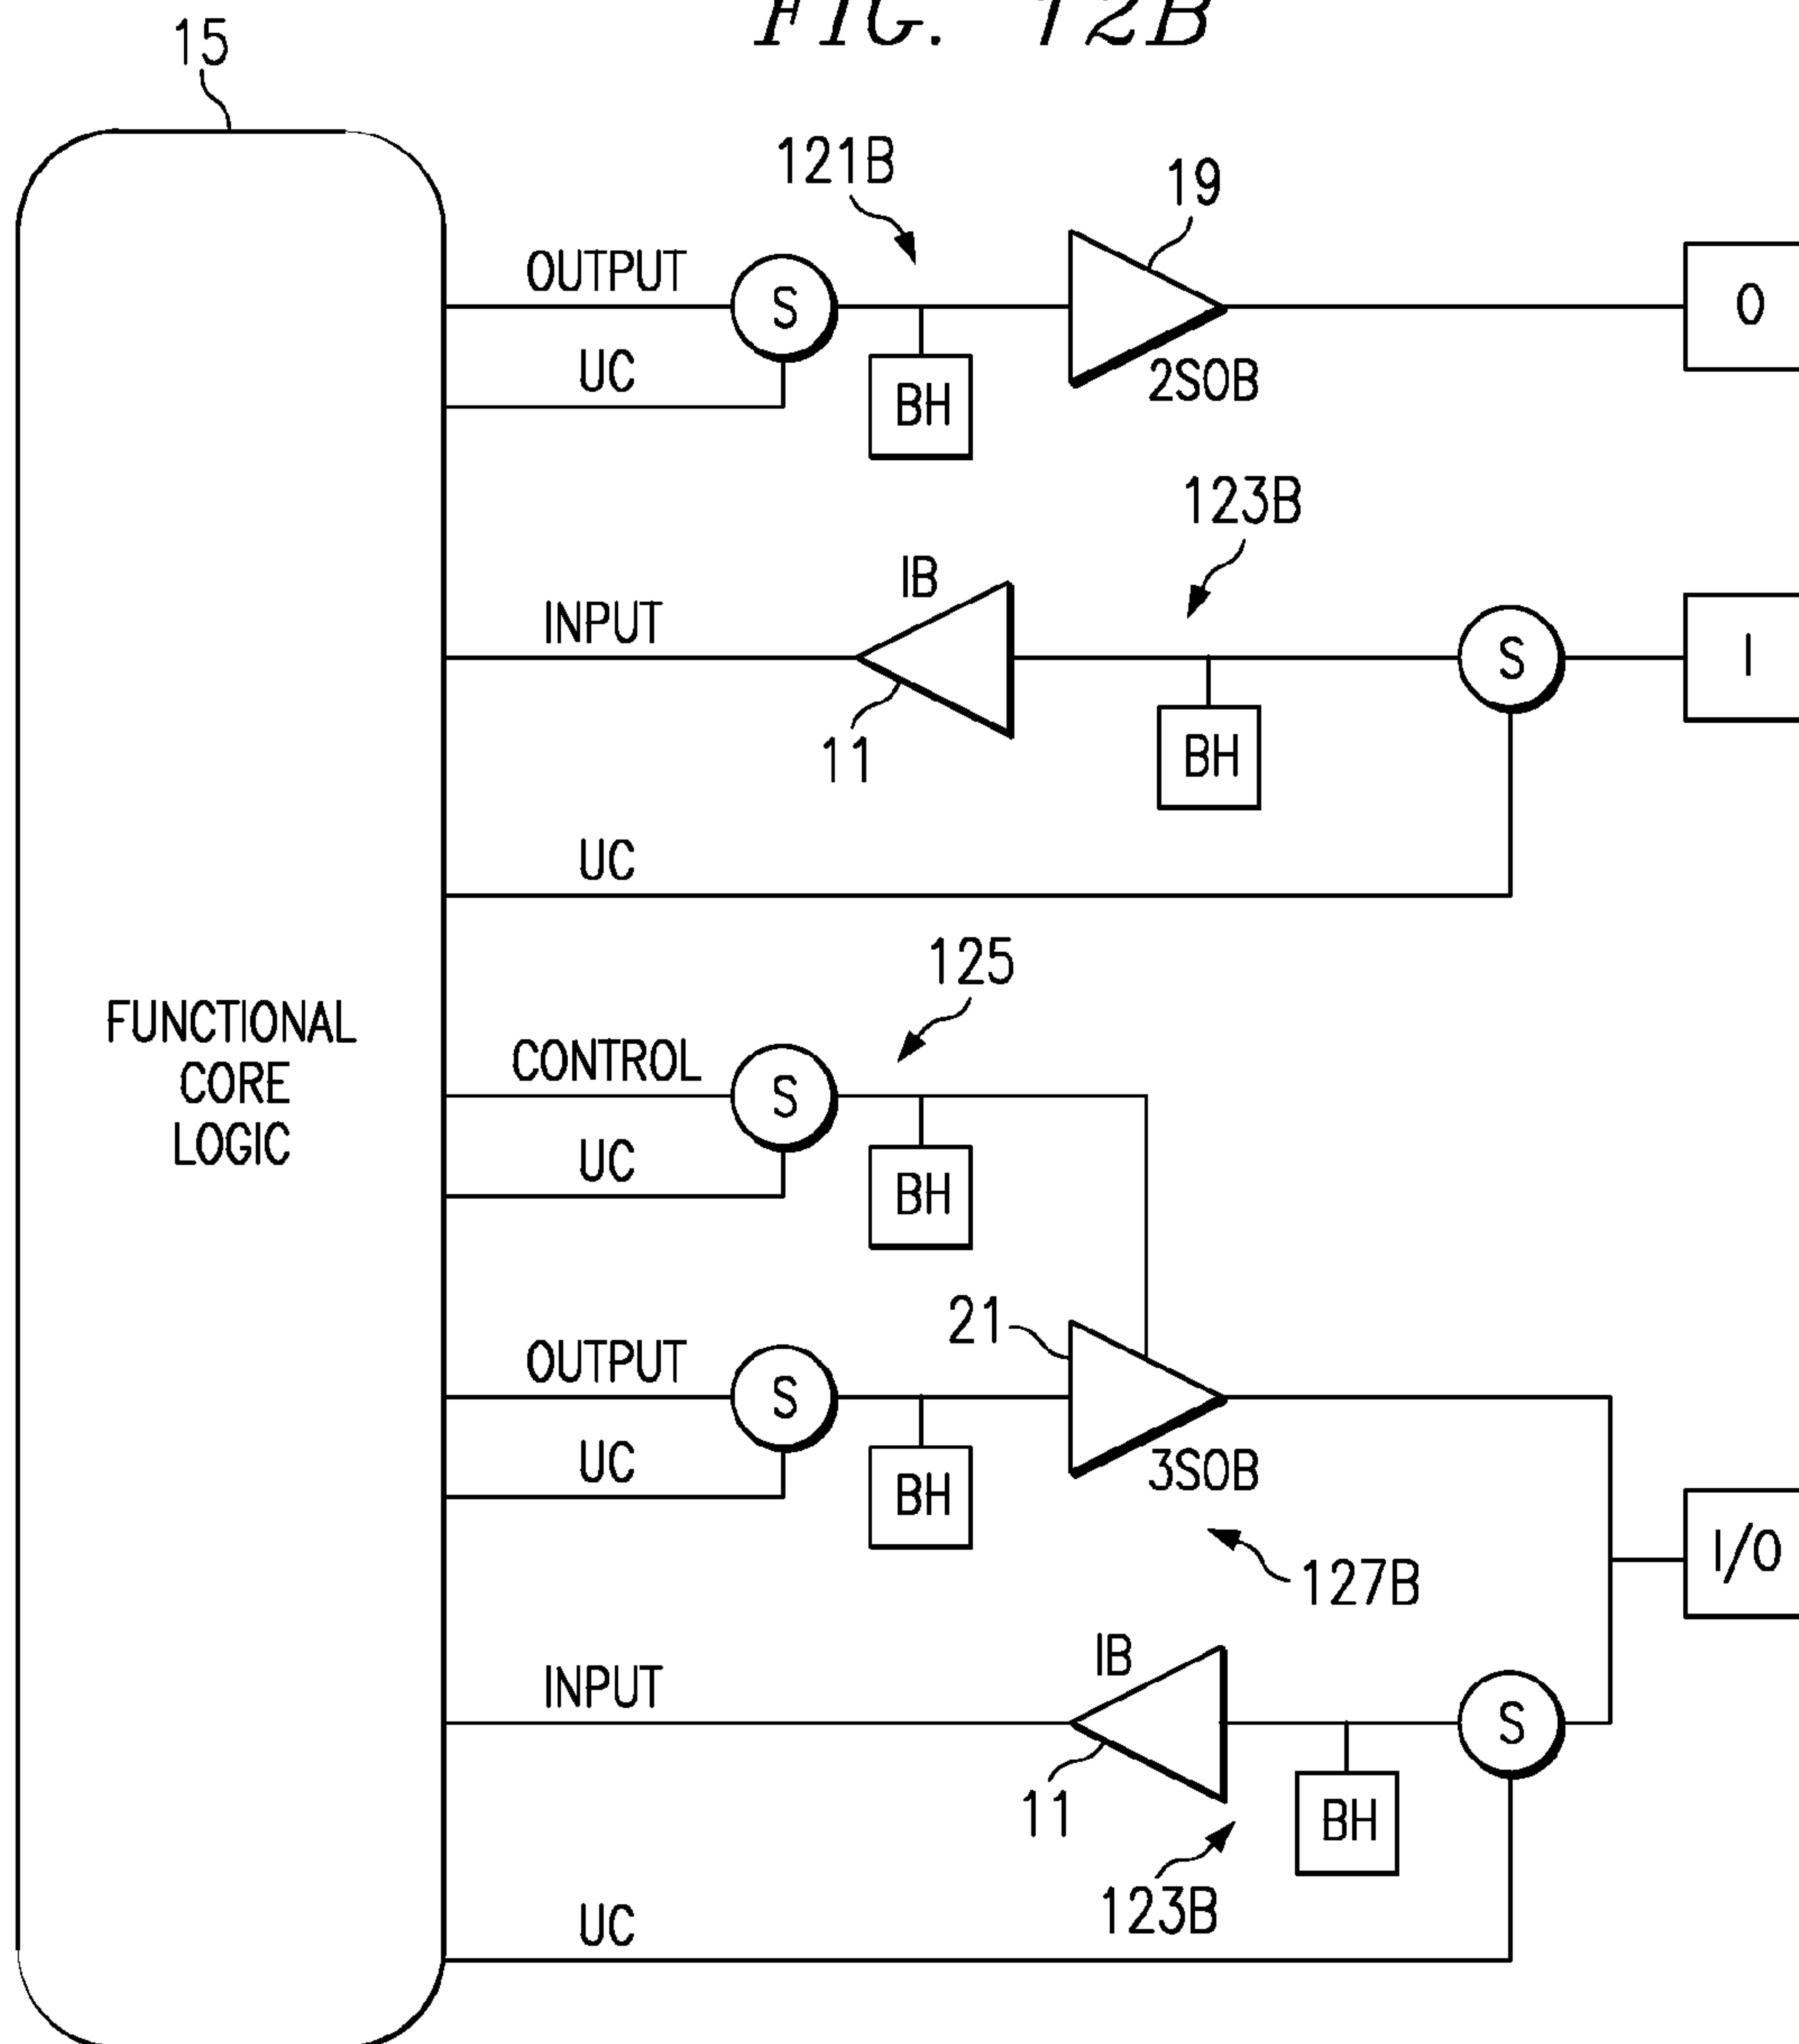 FIG. 12B
15
121B
19
OUTPUT
S
O
UC
BH
2SOB
123B
IB
INPUT
S
I
11
BH
UC
125
FUNCTIONAL
CORE
LOGIC
CONTROL
S
UC
BH
21
OUTPUT
S
UC
BH
3SOB
I/O
127B
IB
INPUT
S
11
BH
123B
UC